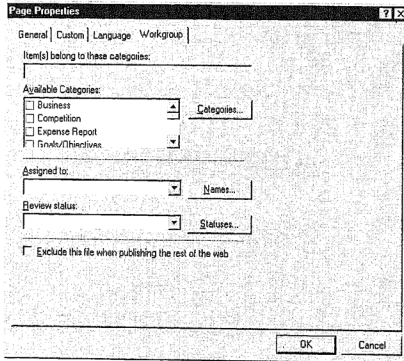 Page Properties
General Custom Language Workgroup
Item(s) belong to these categories:
Available Categories:
Business
Competition
Expense Report
Goals/Objectives
Categories...
Assigned to:
Names...
Review status:
Statuses...
Exclude this file when publishing the rest of the web
OK Cancel